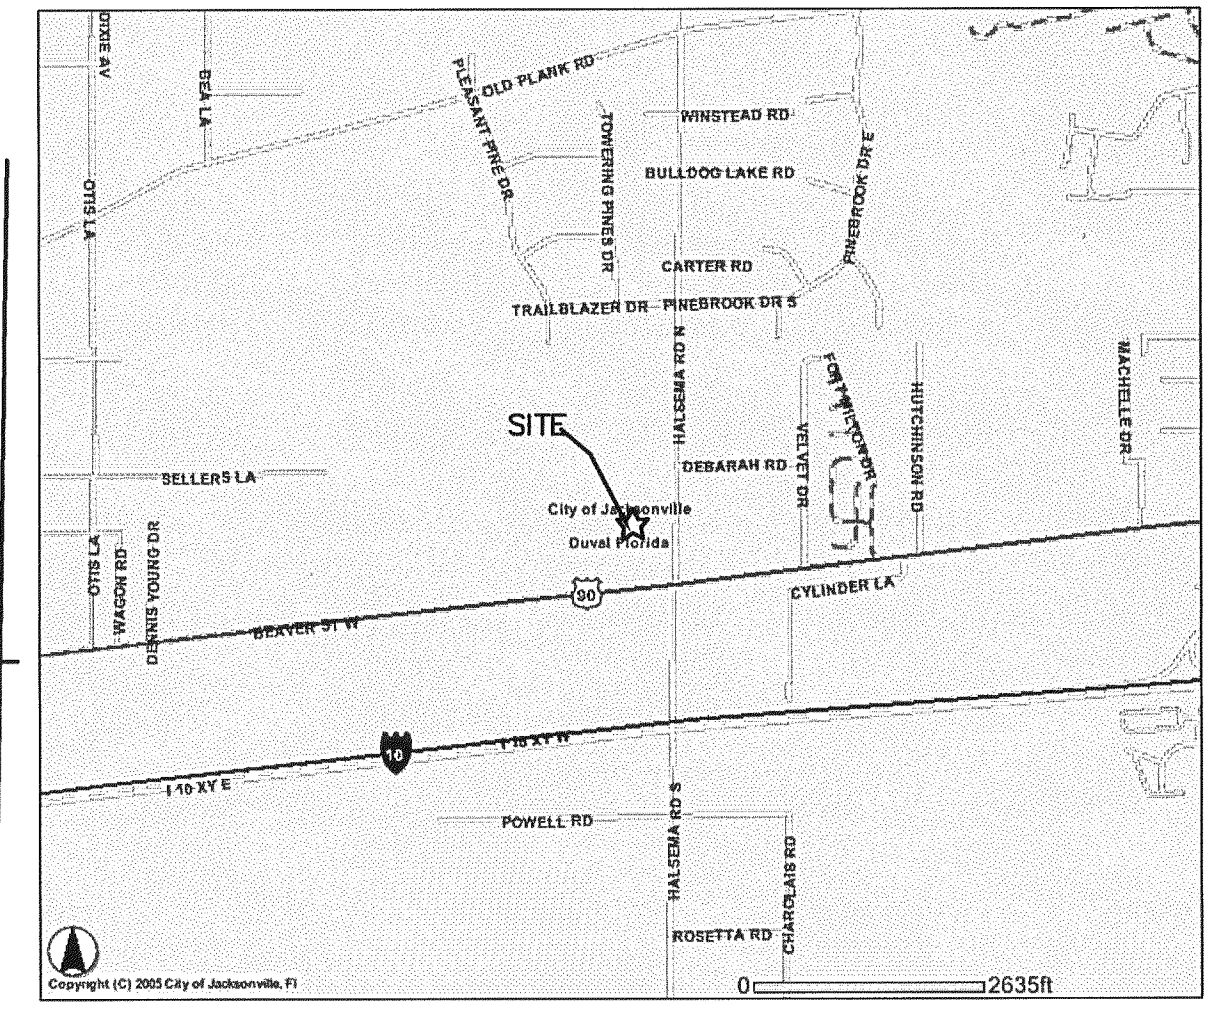 DIXIE AV
BEA LA
PLEASANT PINE DR
OLD PLANK RD
TOWERING PINES DR
WINSTEAD RD
BULLDOG LAKE RD
PINEBROOK DR E
OTIS LA
CARTER RD
TRAILBLAZER DR
PINEBROOK DR S
HALSEMA RD N
MACHELLE DR
HUTCHINSON RD
VELVET DR
SITE
DEBARAH RD
SELLERS LA
City of Jacksonville
Duval Florida
OTIS LA
WAGON RD
DENNIS YOUNG DR
90
CYLINDER LA
BEAVER ST W
10
I 10 XY W
I 10 XY E
POWELL RD
HALSEMA RD S
CHAROLAIS RD
ROSETTA RD
Copyright (C) 2005 City of Jacksonville, Fl
0 2635ft